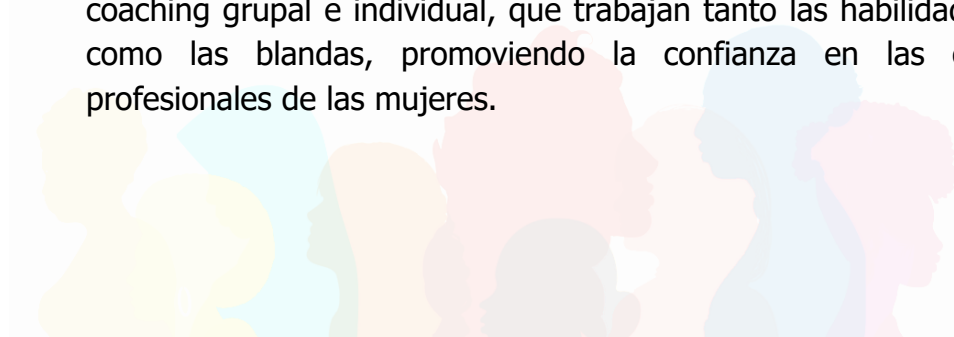 coaching grupal e individual, que trabajan tanto las
como las blandas, promoviendo la confianza en las
profesionales de las mujeres.